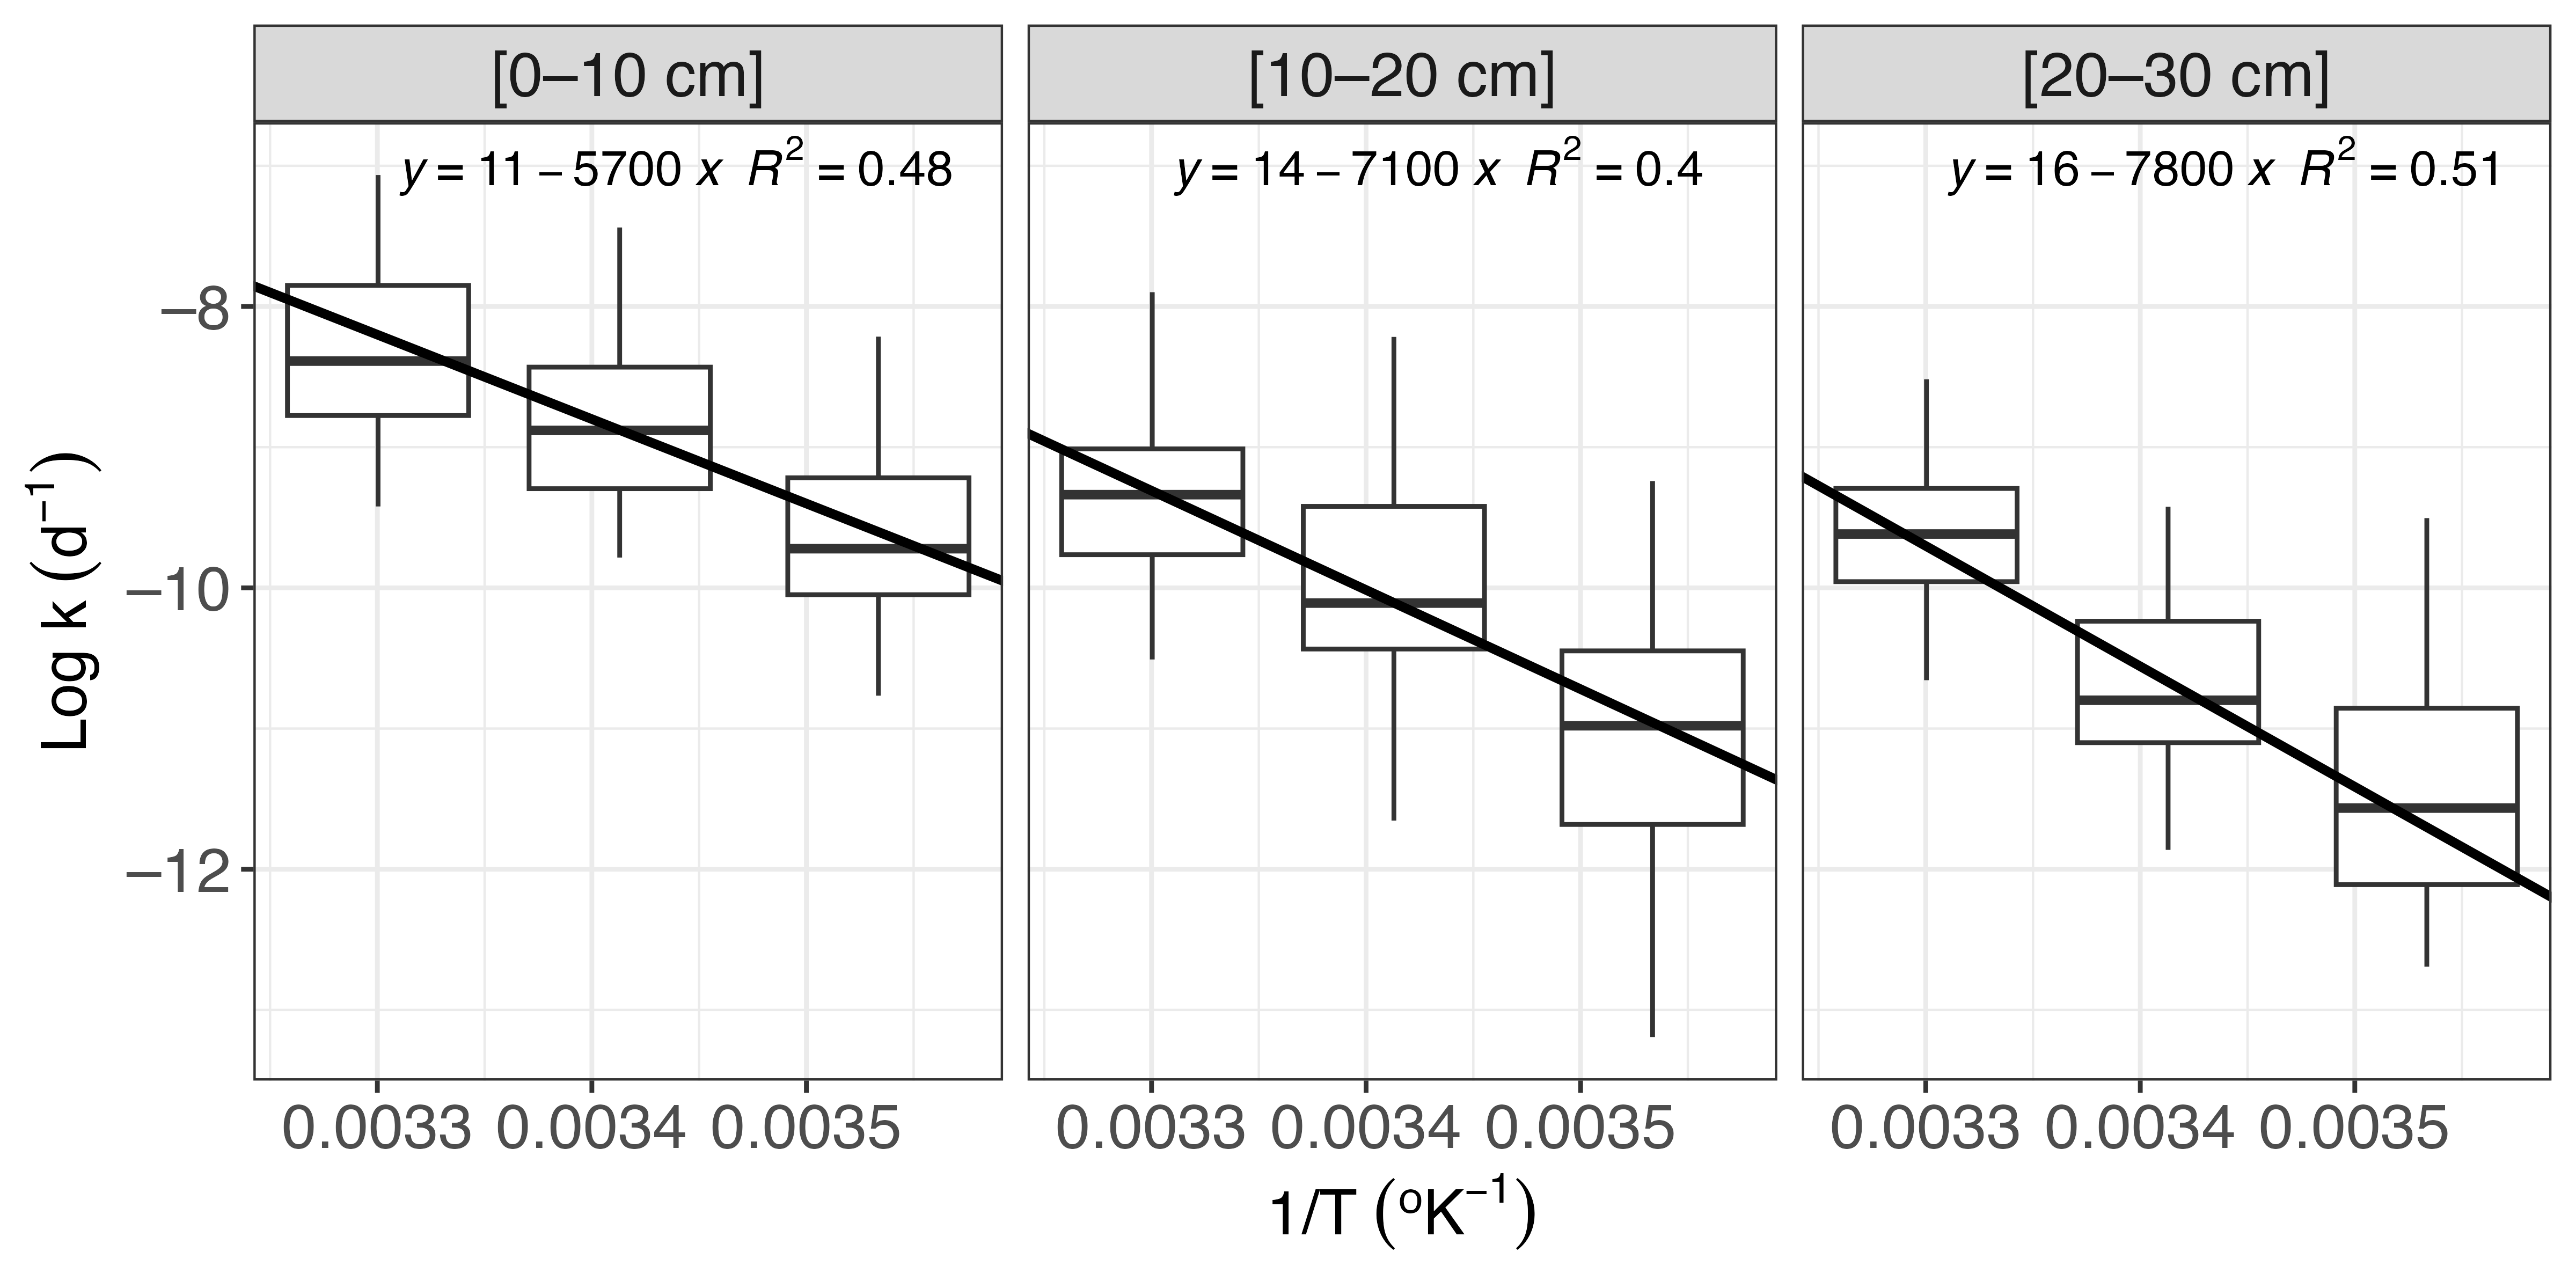 [0–10 cm] [10–20 cm] [20–30 cm]
y = 11 − 5700 x R² = 0.48
y = 14 − 7100 x R² = 0.4
y = 16 − 7800 x R² = 0.51
Log k (d⁻¹)
−8
−10
−12
0.0033 0.0034 0.0035 0.0033 0.0034 0.0035 0.0033 0.0034 0.0035
1/T (ᵒK⁻¹)